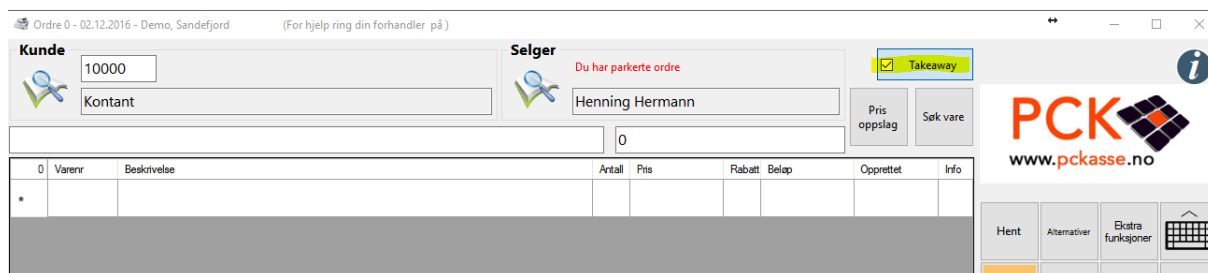 Ordre 0 - 02.12.2016 - Demo, Sandefjord (For hjelp ring din forhandler på )
Kunde
10000
Kontant
Selger
Du har parkerte ordre
Henning Hermann
Takeaway
Pris oppslag
Søk vare
0
PCK
www.pckasse.no
0 Varenr Beskrivelse Antall Pris Rabatt Beløp Opprettet Info
*
Hent
Alternativer
Ekstra funksjoner